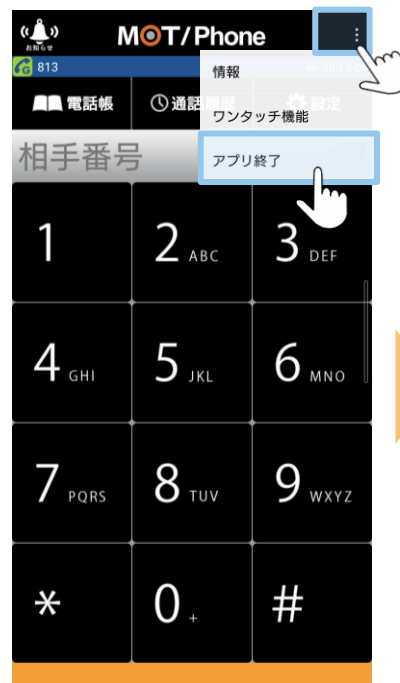 MOT/Phone
お知らせ
813
電話帳
通話
設定
情報
ワンタッチ機能
アプリ終了
相手番号
1
2 ABC
3 DEF
4 GHI
5 JKL
6 MNO
7 PQRS
8 TUV
9 WXYZ
*
0 +
#